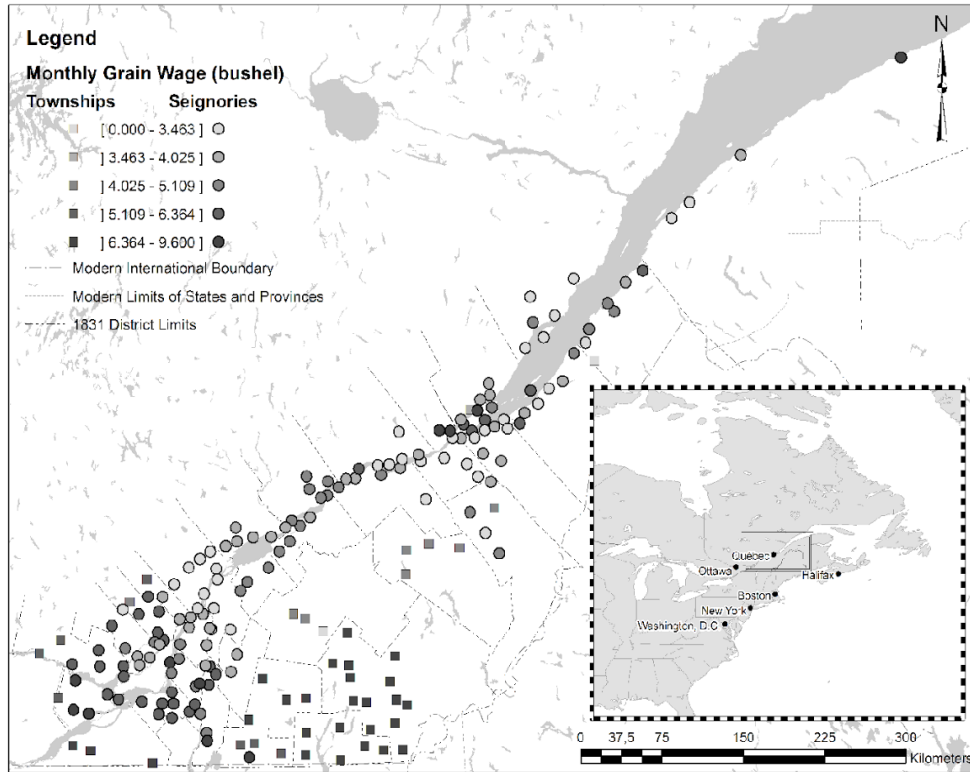 Legend
Monthly Grain Wage (bushel)
Townships Seignories
[ 0.000 - 3.463]
]3.463 - 4.025 ]
]4.025 - 5.109 ]
]5.109 - 6.364 ]
]6.364 - 9.600 ]
Modern International Boundary
Modern Limits of States and Provinces
1831 District Limits
N
Québec
Ottawa
Halifax
Boston
New York
Washington, D.C
0 37,5 75 150 225 300
Kilometers